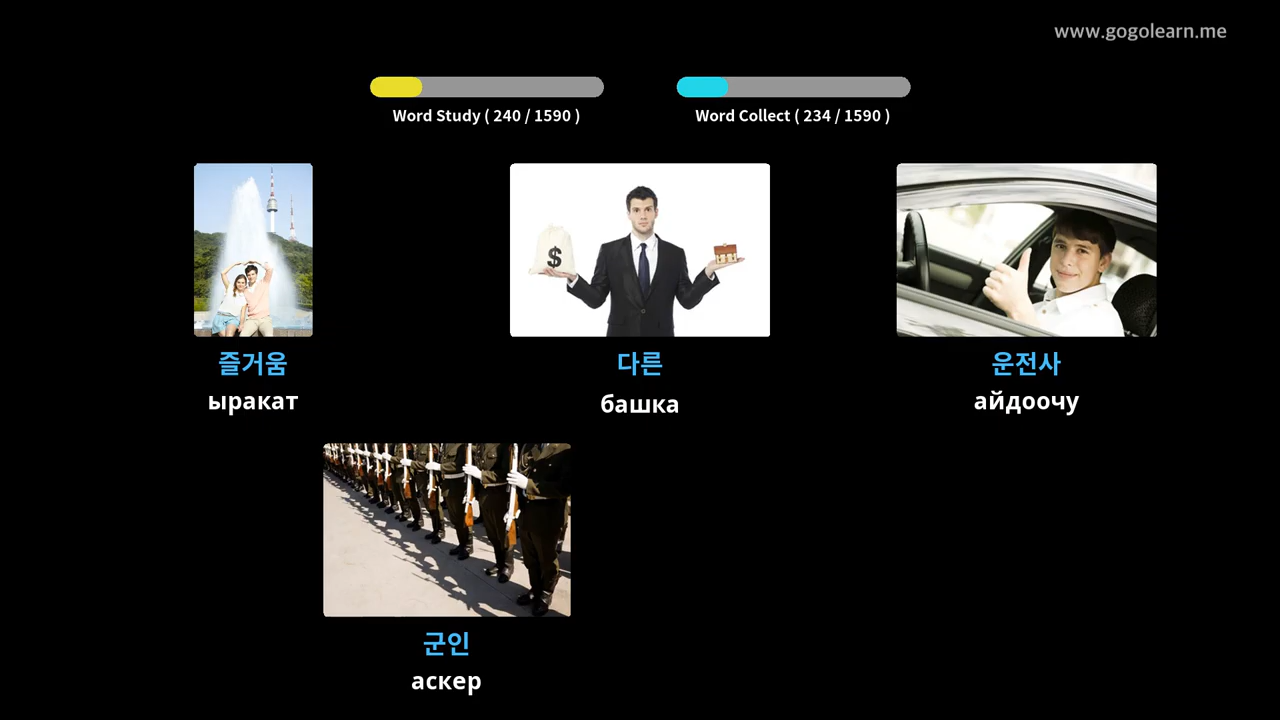 www.gogolearn.me
Word Study ( 240 / 1590 )
Word Collect ( 234 / 1590 )
즐거움
ыракат
다른
башка
운전사
айдоочу
$
군인
аскер